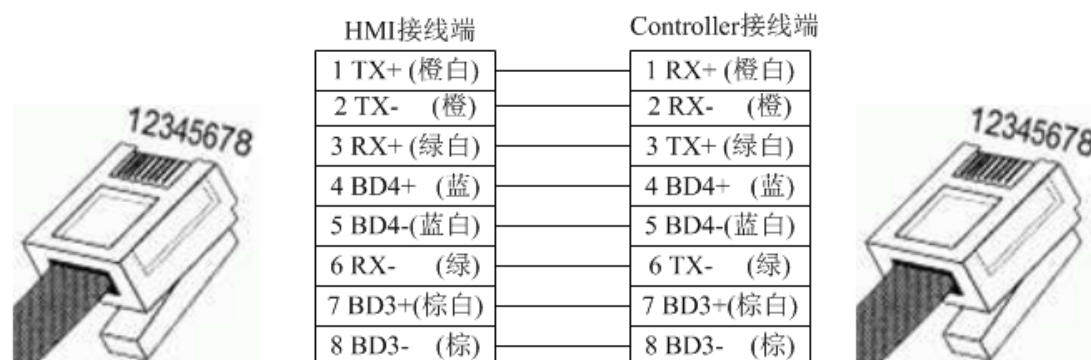 HMI接线端
Controller接线端
12345678
1 TX+ (橙白)
1 RX+ (橙白)
2 TX- (橙)
2 RX- (橙)
3 RX+ (绿白)
3 TX+ (绿白)
4 BD4+ (蓝)
4 BD4+ (蓝)
5 BD4-(蓝白)
5 BD4-(蓝白)
6 RX- (绿)
6 TX- (绿)
7 BD3+(棕白)
7 BD3+(棕白)
8 BD3- (棕)
8 BD3- (棕)
12345678